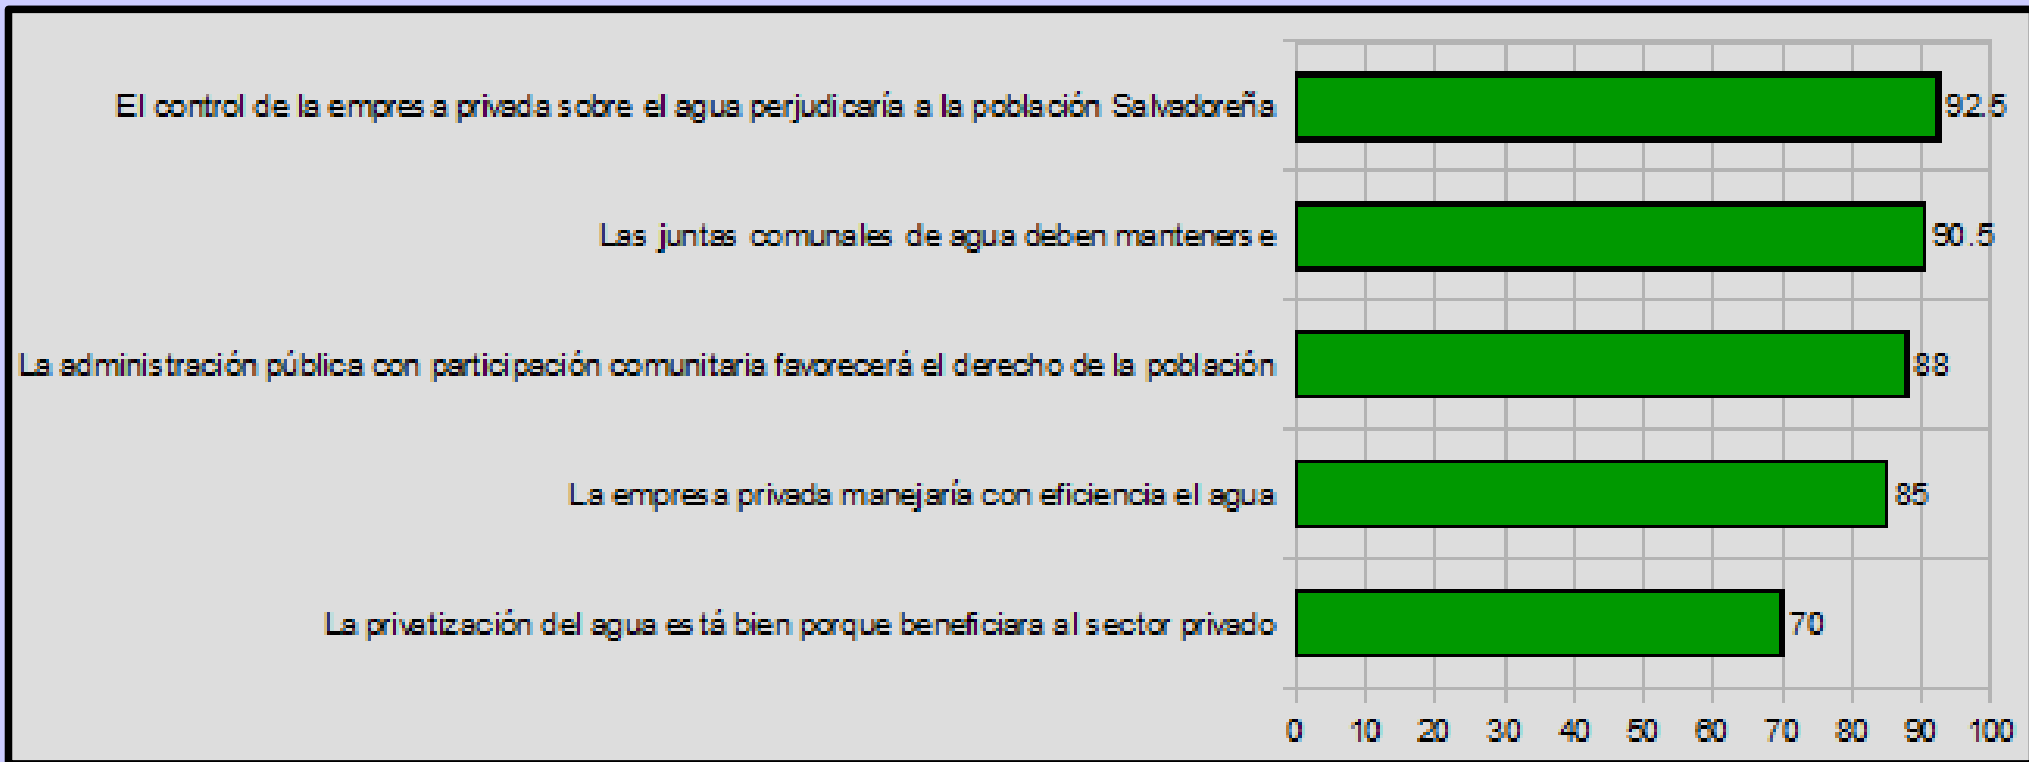 El control de la empresa privada sobre el agua perjudicaría a la población Salvadoreña
92.5
Las juntas comunales de agua deben mantenerse
90.5
La administración pública con participación comunitaria favorecerá el derecho de la población
88
La empresa privada manejaría con eficiencia el agua
85
La privatización del agua está bien porque beneficiara al sector privado
70
0 10 20 30 40 50 60 70 80 90 100